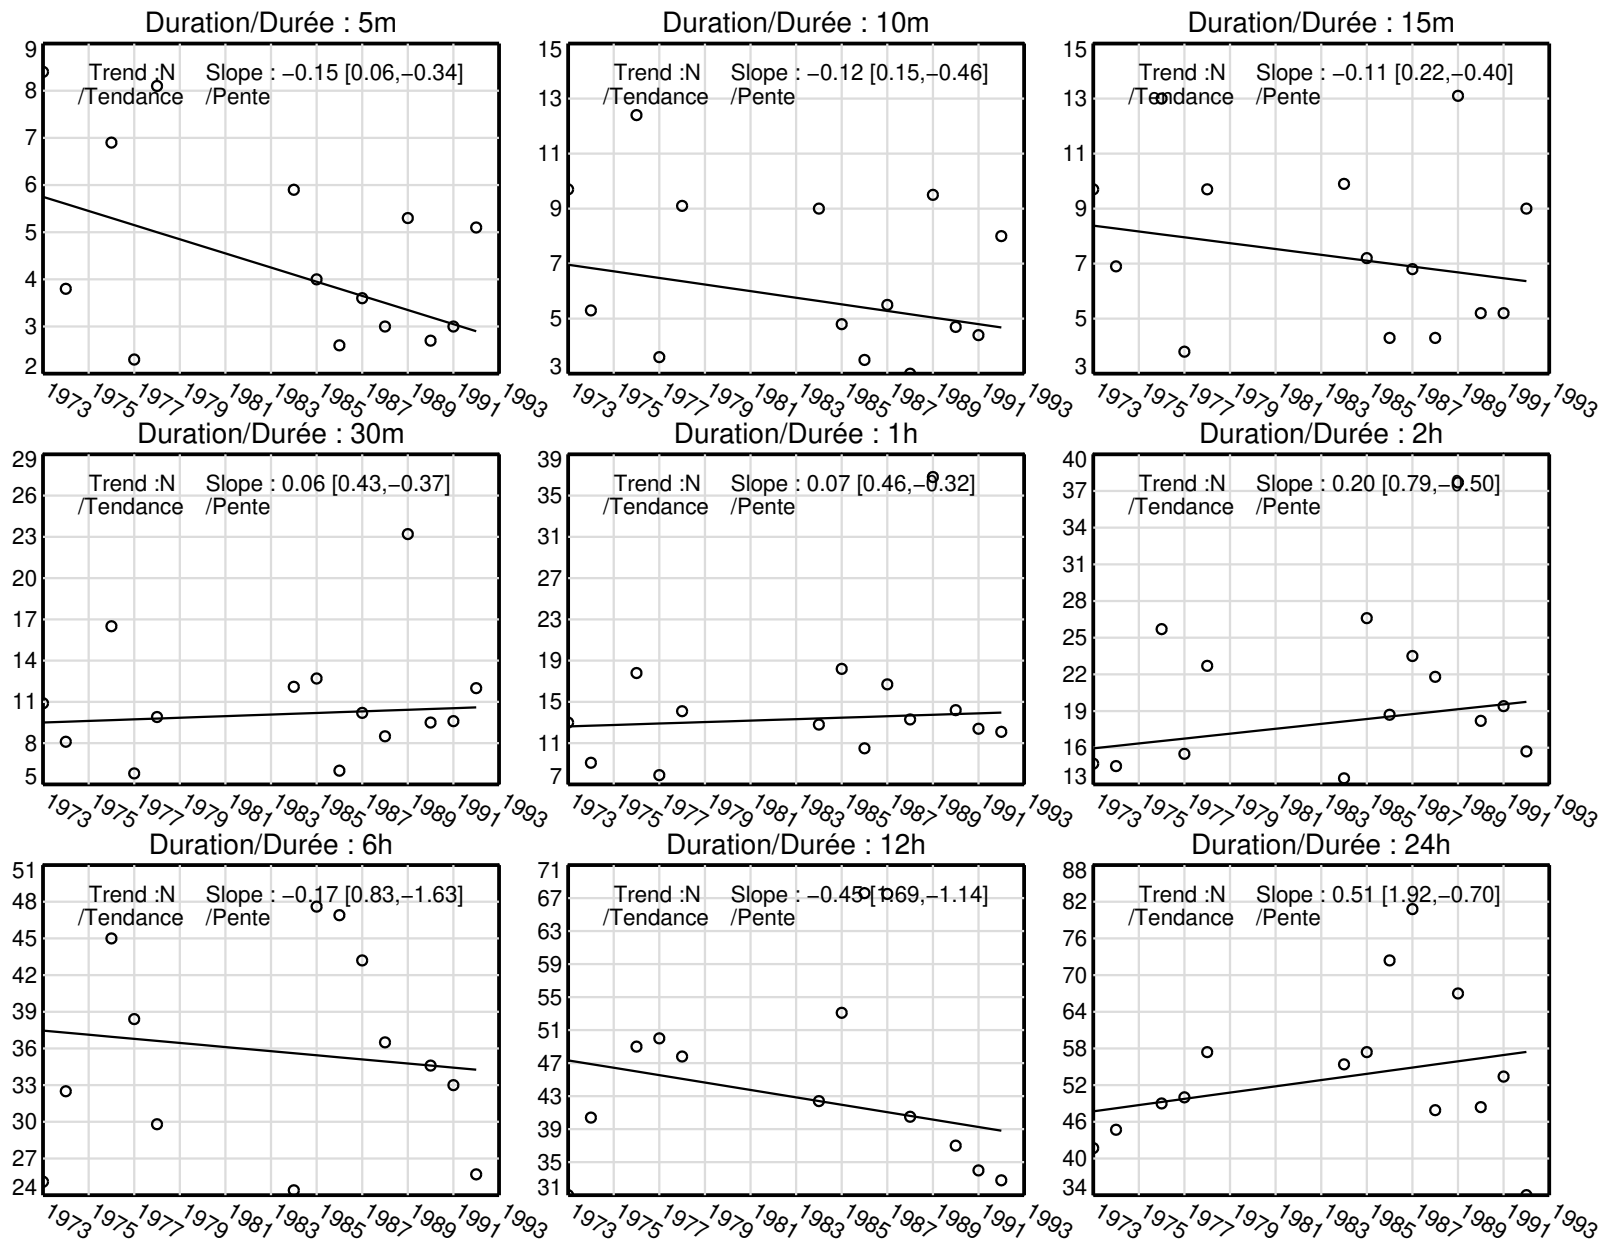 Duration/Durée : 5m
Trend :N Slope : −0.15 [0.06,−0.34]
/Tendance /Pente
9
8
7
6
5
4
3
2
1973 1975 1977 1979 1981 1983 1985 1987 1989 1991 1993
Duration/Durée : 10m
Trend :N Slope : −0.12 [0.15,−0.46]
/Tendance /Pente
15
13
11
9
7
5
3
1973 1975 1977 1979 1981 1983 1985 1987 1989 1991 1993
Duration/Durée : 15m
Trend :N Slope : −0.11 [0.22,−0.40]
/Tendance /Pente
15
13
11
9
7
5
3
1973 1975 1977 1979 1981 1983 1985 1987 1989 1991 1993
Duration/Durée : 30m
Trend :N Slope : 0.06 [0.43,−0.37]
/Tendance /Pente
29
26
23
20
17
14
11
8
5
1973 1975 1977 1979 1981 1983 1985 1987 1989 1991 1993
Duration/Durée : 1h
Trend :N Slope : 0.07 [0.46,−0.32]
/Tendance /Pente
39
35
31
27
23
19
15
11
7
1973 1975 1977 1979 1981 1983 1985 1987 1989 1991 1993
Duration/Durée : 2h
Trend :N Slope : 0.20 [0.79,−0.50]
/Tendance /Pente
40
37
34
31
28
25
22
19
16
13
1973 1975 1977 1979 1981 1983 1985 1987 1989 1991 1993
Duration/Durée : 6h
Trend :N Slope : −0.17 [0.83,−1.63]
/Tendance /Pente
51
48
45
42
39
36
33
30
27
24
1973 1975 1977 1979 1981 1983 1985 1987 1989 1991 1993
Duration/Durée : 12h
Trend :N Slope : −0.45 [1.69,−1.14]
/Tendance /Pente
71
67
63
59
55
51
47
43
39
35
31
1973 1975 1977 1979 1981 1983 1985 1987 1989 1991 1993
Duration/Durée : 24h
Trend :N Slope : 0.51 [1.92,−0.70]
/Tendance /Pente
88
82
76
70
64
58
52
46
40
34
1973 1975 1977 1979 1981 1983 1985 1987 1989 1991 1993